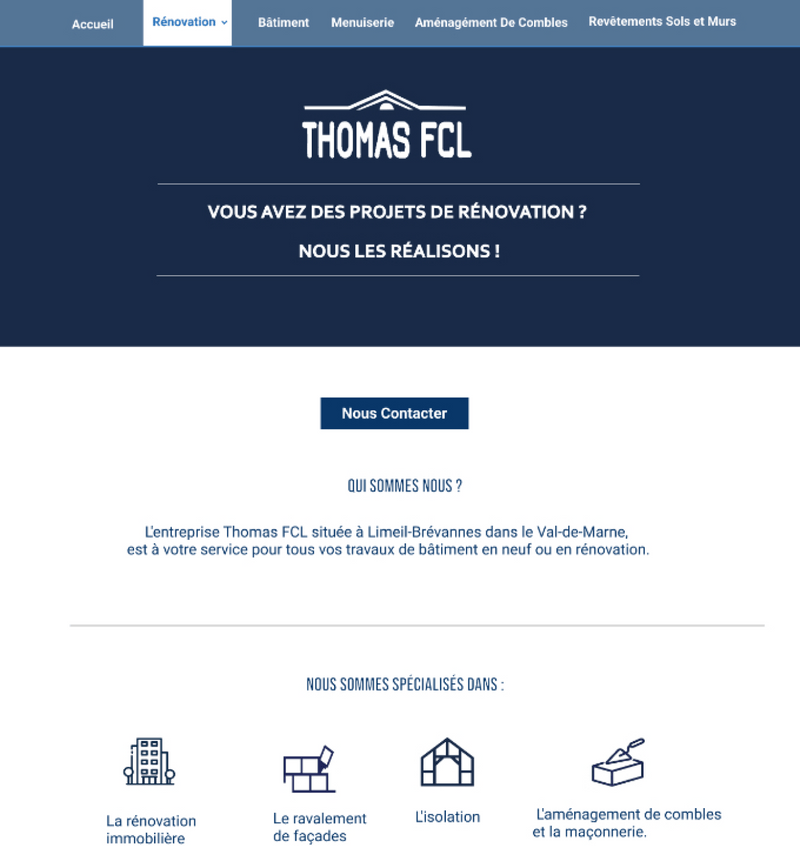 Accueil
Rénovation
Bâtiment
Menuiserie
Aménagément De Combles
Revêtements Sols et Murs
THOMAS FCL
VOUS AVEZ DES PROJETS DE RÉNOVATION ?
NOUS LES RÉALISONS !
Nous Contacter
QUI SOMMES NOUS ?
L'entreprise Thomas FCL située à Limeil-Brévannes dans le Val-de-Marne,
est à votre service pour tous vos travaux de bâtiment en neuf ou en rénovation.
NOUS SOMMES SPÉCIALISÉS DANS :
La rénovation
immobilière
Le ravalement
de façades
L'isolation
L'aménagement de combles
et la maçonnerie.